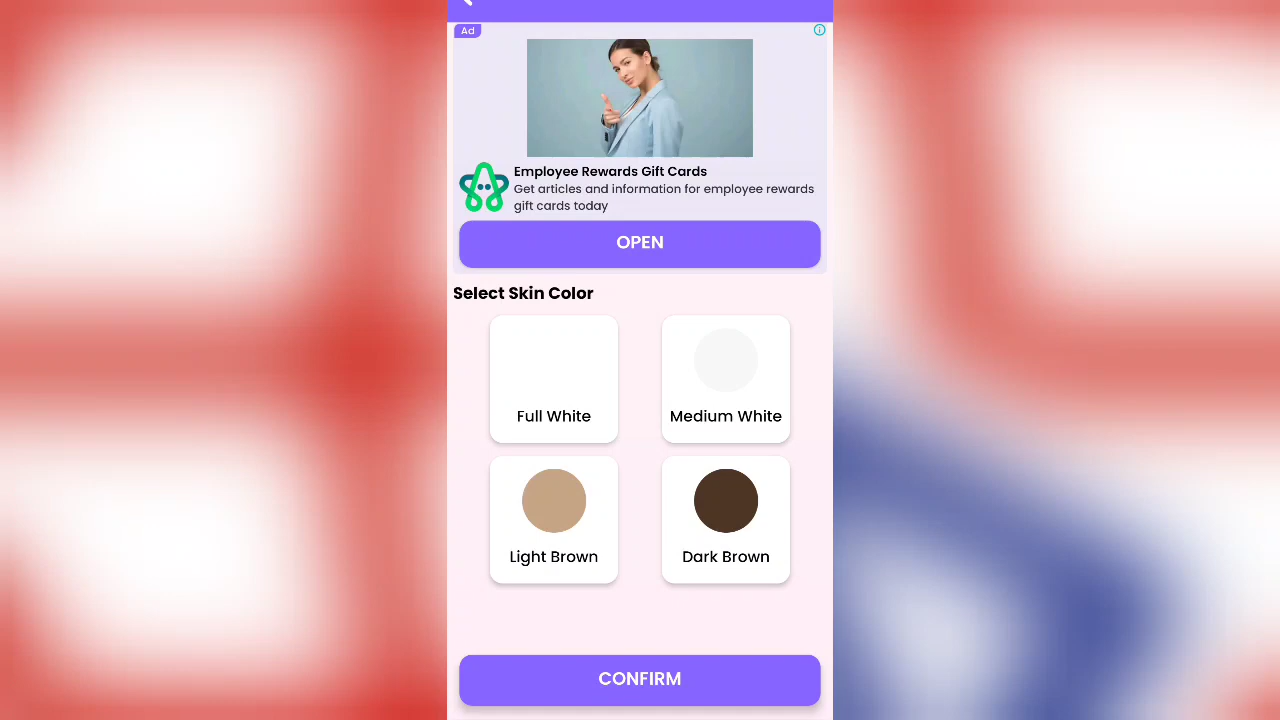 Ad
Employee Rewards Gift Cards
Get articles and information for employee rewards
gift cards today
OPEN
Select Skin Color
Full White
Medium White
Light Brown
Dark Brown
CONFIRM